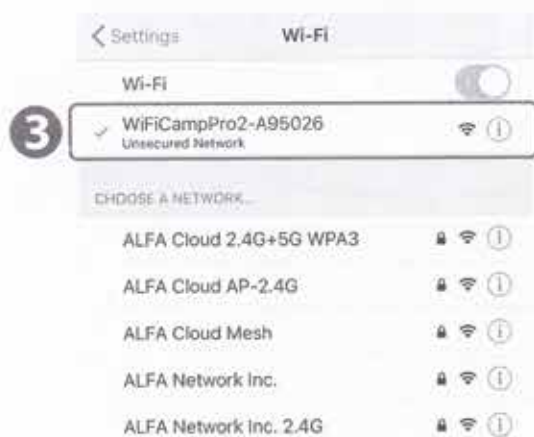 Settings Wi-Fi
Wi-Fi
3
WiFiCampPro2-A95026
Unsecured Network
CHOOSE A NETWORK...
ALFA Cloud 2.4G+5G WPA3
ALFA Cloud AP-2.4G
ALFA Cloud Mesh
ALFA Network Inc.
ALFA Network Inc. 2.4G